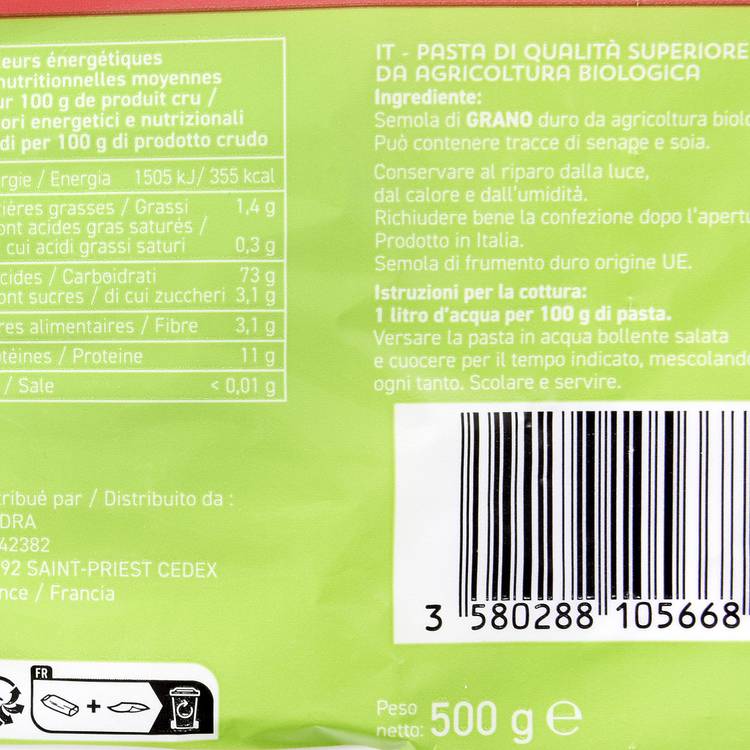 eurs énergétiques
nutritionnelles moyennes
ur 100 g de produit cru /
ori energetici e nutrizionali
di per 100 g di prodotto crudo
rgie / Energia 1505 kJ/ 355 kcal
ières grasses / Grassi 1,4 g
ont acides gras saturés /
cui acidi grassi saturi 0,3 g
cides / Carboidrati 73 g
ont sucres / di cui zuccheri 3,1 g
res alimentaires / Fibre 3,1 g
téines / Proteine 11 g
/ Sale < 0,01 g
tribué par / Distribuito da :
DRA
42382
92 SAINT-PRIEST CEDEX
nce / Francia
FR
+
IT - PASTA DI QUALITÀ SUPERIORE
DA AGRICOLTURA BIOLOGICA
Ingrediente:
Semola di GRANO duro da agricoltura biolo
Può contenere tracce di senape e soia.
Conservare al riparo dalla luce,
dal calore e dall'umidità.
Richiudere bene la confezione dopo l'apertu
Prodotto in Italia.
Semola di frumento duro origine UE.
Istruzioni per la cottura:
1 litro d'acqua per 100 g di pasta.
Versare la pasta in acqua bollente salata
e cuocere per il tempo indicato, mescoland
ogni tanto. Scolare e servire.
3 580288 105668
Peso
netto: 500 g e